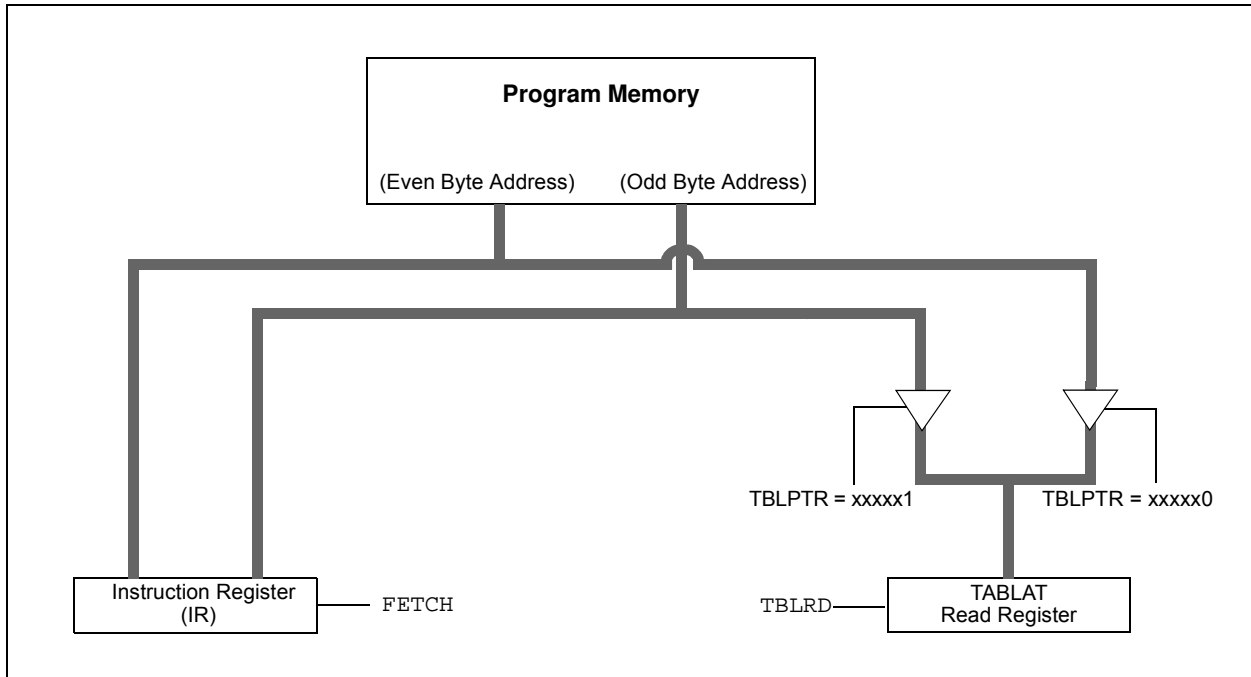 Program Memory
(Even Byte Address) (Odd Byte Address)
TBLPTR = xxxxx1
TBLPTR = xxxxx0
Instruction Register
(IR)
FETCH
TBLRD
TABLAT
Read Register